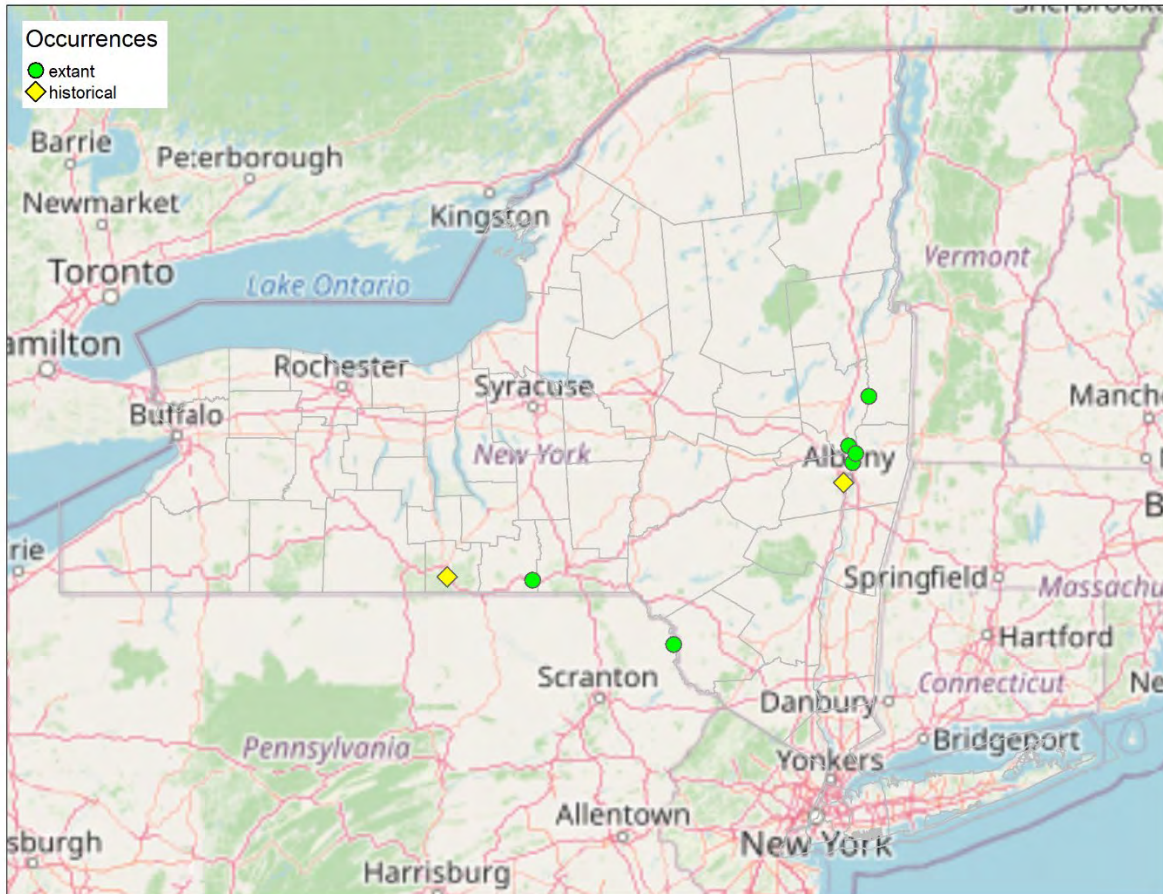 Sherbrooke
Occurrences
extant
historical
Barrie
Peterborough
Newmarket
Kingston
Toronto
Lake Ontario
Vermont
amilton
Rochester
Syracuse
Manche
Buffalo
New York
Albany
B
rie
Springfield
Massachu
Hartford
Scranton
Connecticut
Ne
Danbury
Bridgeport
Pennsylvania
Yonkers
Allentown
sburgh
New York
Harrisburg